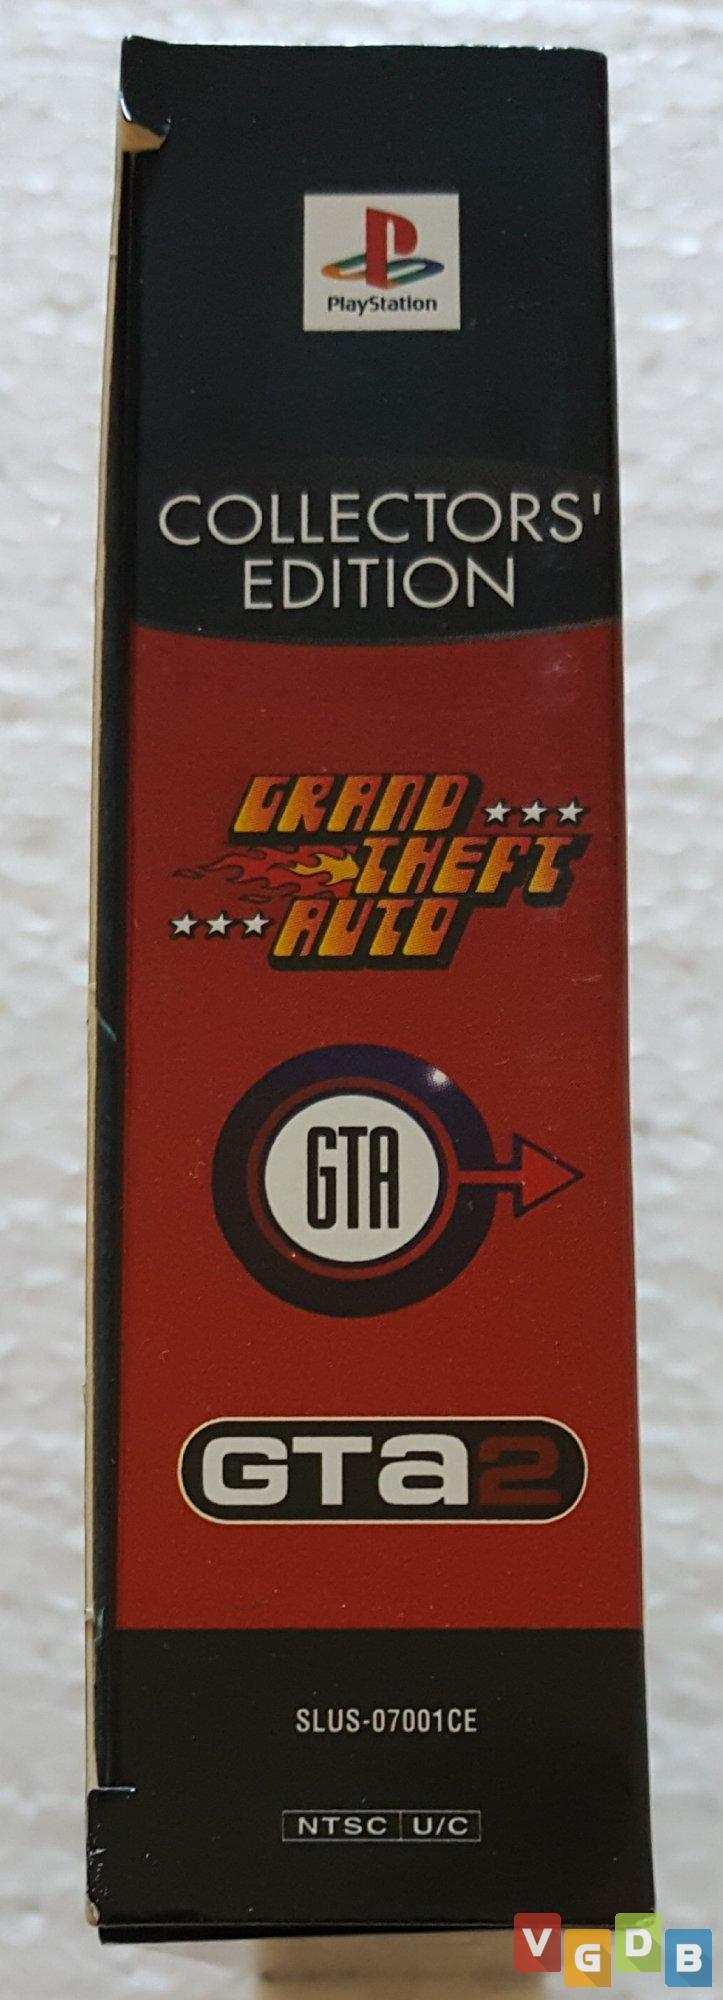 PlayStation
COLLECTORS'
EDITION
GRAND
THEFT
AUTO
GTA
GTa2
SLUS-07001CE
NTSC U/C
VGDB